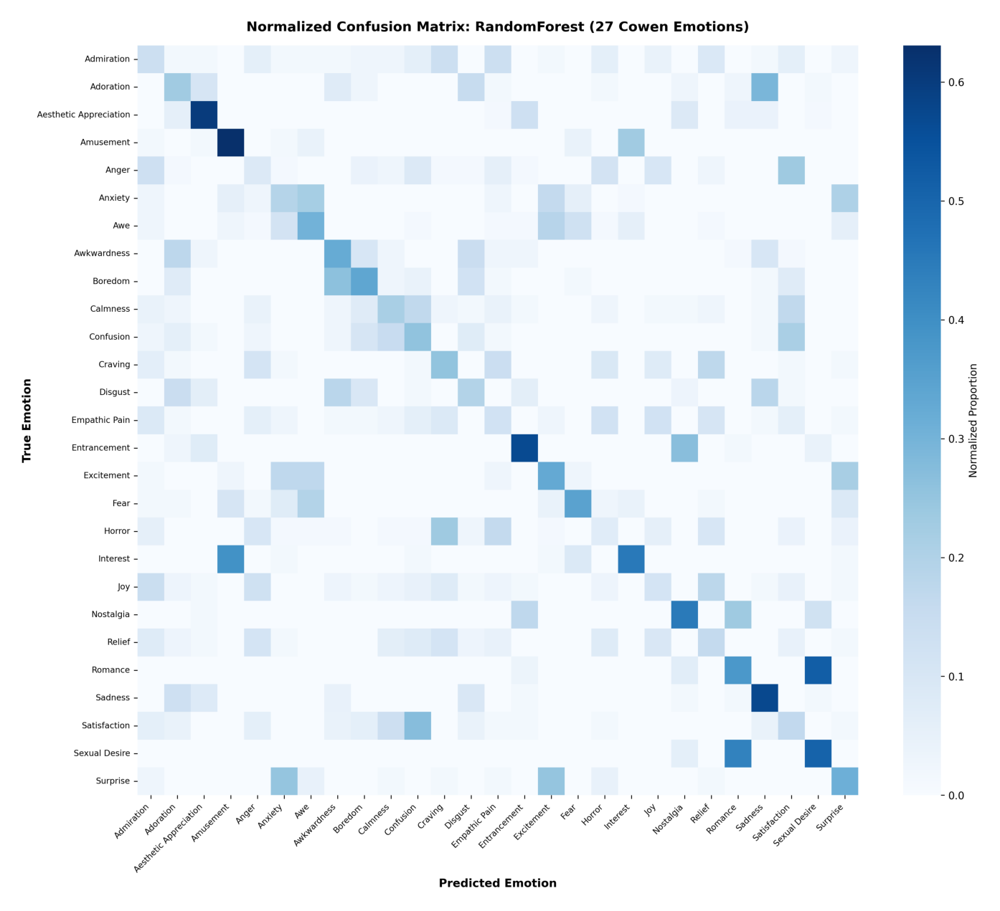 Normalized Confusion Matrix: RandomForest (27 Cowen Emotions)
True Emotion
Admiration
Adoration
Aesthetic Appreciation
Amusement
Anger
Anxiety
Awe
Awkwardness
Boredom
Calmness
Confusion
Craving
Disgust
Empathic Pain
Entrancement
Excitement
Fear
Horror
Interest
Joy
Nostalgia
Relief
Romance
Sadness
Satisfaction
Sexual Desire
Surprise
Admiration
Adoration
Aesthetic Appreciation
Amusement
Anger
Anxiety
Awe
Awkwardness
Boredom
Calmness
Confusion
Craving
Disgust
Empathic Pain
Entrancement
Excitement
Fear
Horror
Interest
Joy
Nostalgia
Relief
Romance
Sadness
Satisfaction
Sexual Desire
Surprise
Predicted Emotion
0.6
0.5
0.4
0.3
0.2
0.1
0.0
Normalized Proportion